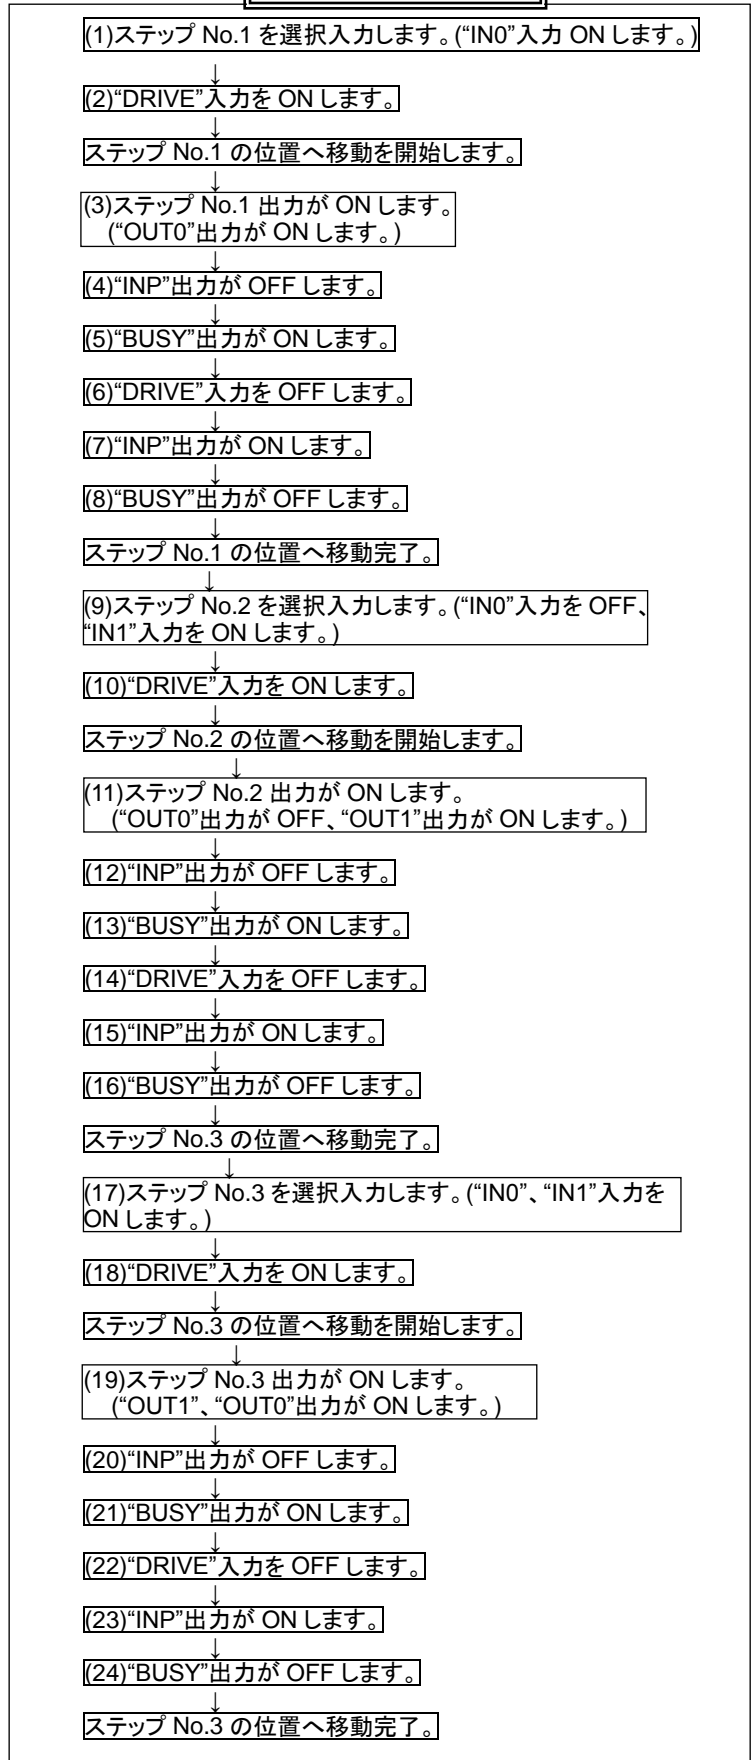 (1)ステップ No.1 を選択入力します。(“IN0”入力 ON します。)
↓
(2)“DRIVE”入力を ON します。
↓
ステップ No.1 の位置へ移動を開始します。
↓
(3)ステップ No.1 出力が ON します。
(“OUT0”出力が ON します。)
↓
(4)“INP”出力が OFF します。
↓
(5)“BUSY”出力が ON します。
↓
(6)“DRIVE”入力を OFF します。
↓
(7)“INP”出力が ON します。
↓
(8)“BUSY”出力が OFF します。
↓
ステップ No.1 の位置へ移動完了。
↓
(9)ステップ No.2 を選択入力します。(“IN0”入力を OFF、
“IN1”入力を ON します。)
↓
(10)“DRIVE”入力を ON します。
↓
ステップ No.2 の位置へ移動を開始します。
↓
(11)ステップ No.2 出力が ON します。
(“OUT0”出力が OFF、“OUT1”出力が ON します。)
↓
(12)“INP”出力が OFF します。
↓
(13)“BUSY”出力が ON します。
↓
(14)“DRIVE”入力を OFF します。
↓
(15)“INP”出力が ON します。
↓
(16)“BUSY”出力が OFF します。
↓
ステップ No.3 の位置へ移動完了。
↓
(17)ステップ No.3 を選択入力します。(“IN0”、“IN1”入力を
ON します。)
↓
(18)“DRIVE”入力を ON します。
↓
ステップ No.3 の位置へ移動を開始します。
↓
(19)ステップ No.3 出力が ON します。
(“OUT1”、“OUT0”出力が ON します。)
↓
(20)“INP”出力が OFF します。
↓
(21)“BUSY”出力が ON します。
↓
(22)“DRIVE”入力を OFF します。
↓
(23)“INP”出力が ON します。
↓
(24)“BUSY”出力が OFF します。
↓
ステップ No.3 の位置へ移動完了。